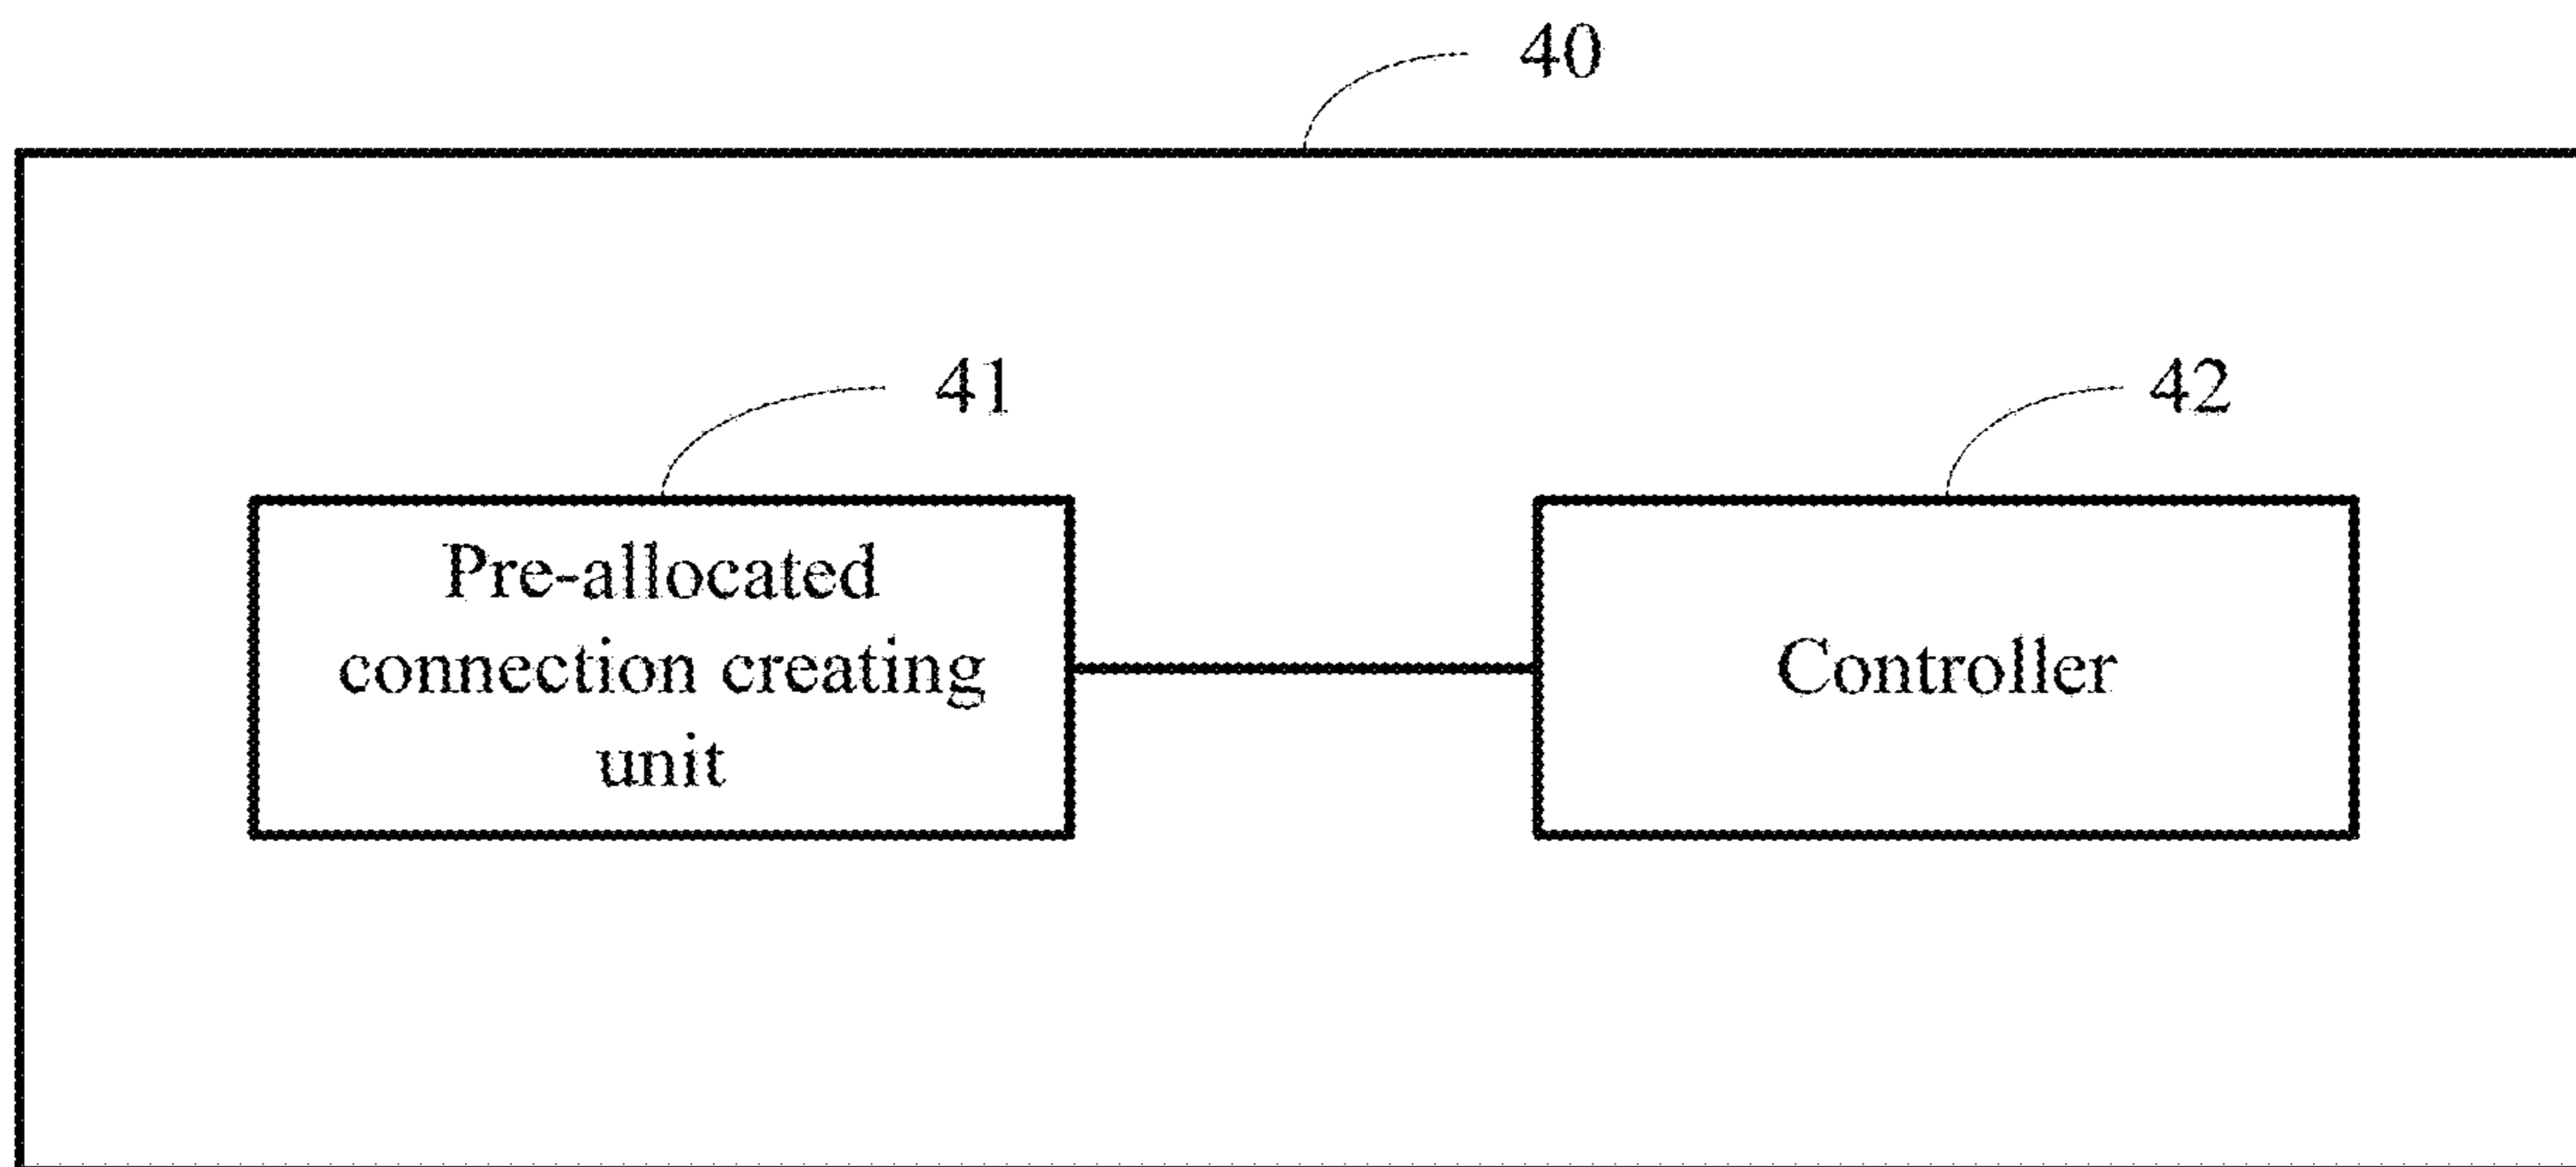 40
41
42
Pre-allocated
connection creating
unit
Controller